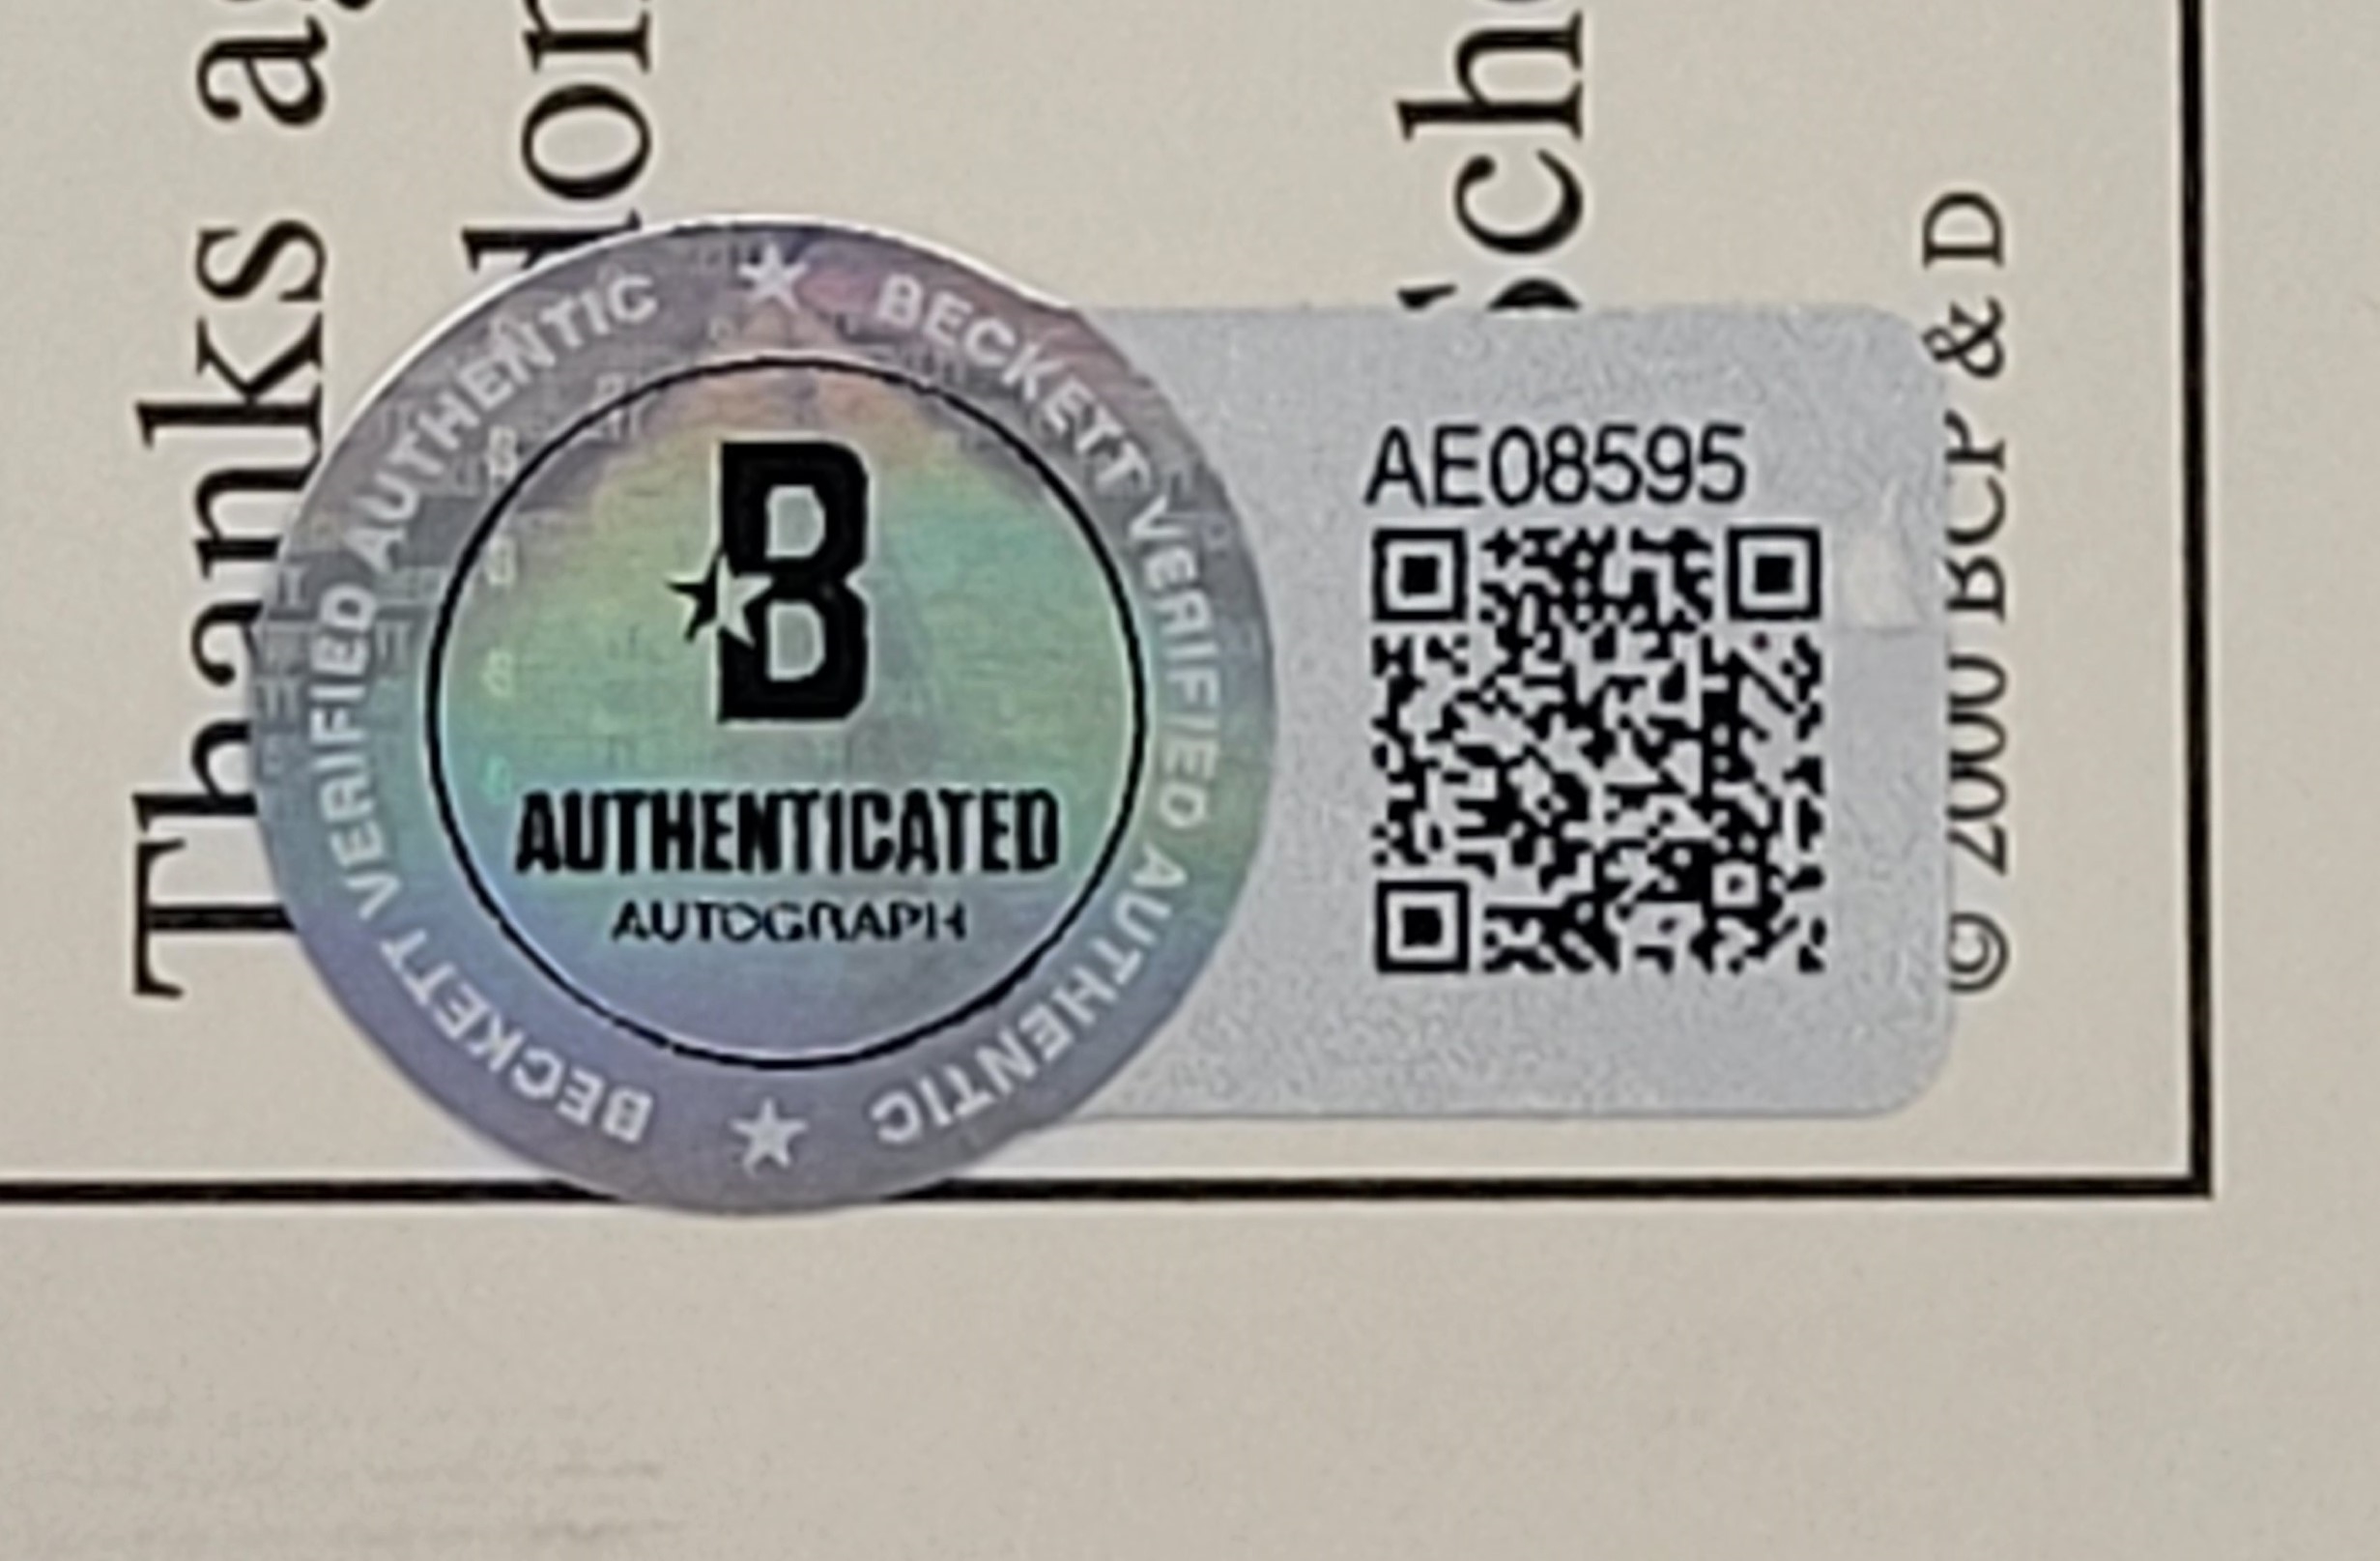 BECKETT VERIFIED AUTHENTIC
BECKETT VERIFIED AUTHENTIC
B
AUTHENTICATED
AUTOGRAPH
AE08595
Thanks
© 2000 BCP & D